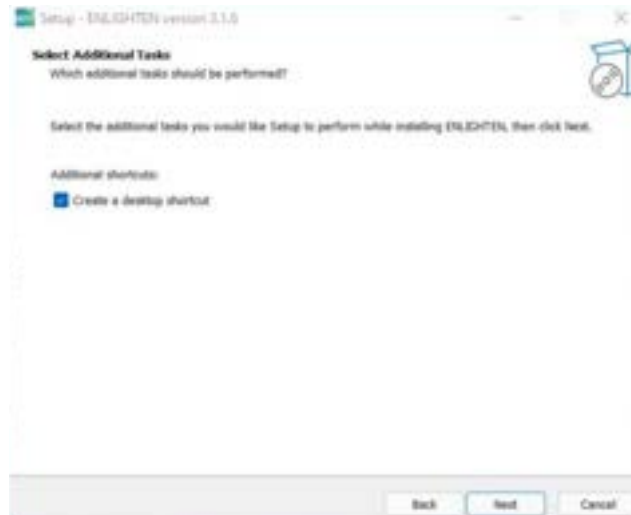 Setup - ENLIGHTEN version 3.1.0
Select Additional Tasks
Which additional tasks should be performed?
Select the additional tasks you would like Setup to perform while installing ENLIGHTEN, then click Next.
Additional shortcuts:
Create a desktop shortcut
Back Next Cancel